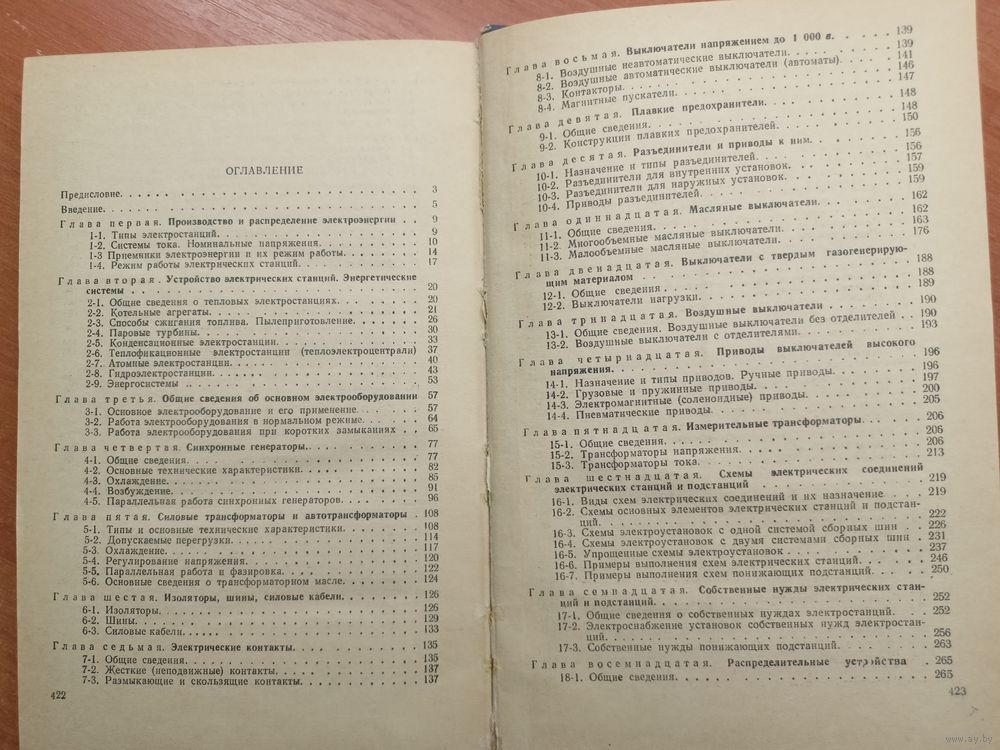 ОГЛАВЛЕНИЕ
Предисловие. 3
Введение. 5
Глава первая. Производство и распределение электроэнергии . . 9
1-1. Типы электростанций. 9
1-2. Системы тока. Номинальные напряжения. 10
1-3 Приемники электроэнергии и их режим работы. 14
1-4. Режим работы электрических станций. 17
Глава вторая. Устройство электрических станций. Энергетические
системы 20
2-1. Общие сведения о тепловых электростанциях. 20
2-2. Котельные агрегаты. 21
2-3. Способы сжигания топлива. Пылеприготовление. 26
2-4. Паровые турбины. 30
2-5. Конденсационные электростанции. 33
2-6. Теплофикационные электростанции (теплоэлектроцентрали) 37
2-7. Атомные электростанции. 40
2-8. Гидроэлектростанции. 43
2-9. Энергосистемы 53
Глава третья. Общие сведения об основном электрооборудовании 57
3-1. Основное электрооборудование и его применение. 57
3-2. Работа электрооборудования в нормальном режиме. 64
3-3. Работа электрооборудования при коротких замыканиях 65
Глава четвертая. Синхронные генераторы. 77
4-1. Общие сведения. 77
4-2. Основные технические характеристики. 82
4-3. Охлаждение. 85
4-4. Возбуждение. 91
4-5. Параллельная работа синхронных генераторов. 96
Глава пятая. Силовые трансформаторы и автотрансформаторы 108
5-1. Типы и основные технические характеристики. 108
5-2. Допускаемые перегрузки. 114
5-3. Охлаждение. 117
5-4. Регулирование напряжения. 120
5-5. Параллельная работа и фазировка. 122
5-6. Основные сведения о трансформаторном масле. 124
Глава шестая. Изоляторы, шины, силовые кабели. 126
6-1. Изоляторы. 126
6-2. Шины. 129
6-3. Силовые кабели. 133
Глава седьмая. Электрические контакты. 135
7-1. Общие сведения. 135
7-2. Жесткие (неподвижные) контакты. 137
7-3. Размыкающие и скользящие контакты. 137
422
Глава восьмая. Выключатели напряжением до 1 000 в. 139
8-1. Воздушные неавтоматические выключатели. 139
8-2. Воздушные автоматические выключатели (автоматы). 141
8-3. Контакторы. 146
8-4. Магнитные пускатели. 147
Глава девятая. Плавкие предохранители. 148
9-1. Общие сведения. 148
9-2. Конструкции плавких предохранителей. 150
Глава десятая. Разъединители и приводы к ним. 156
10-1. Назначение и типы разъединителей. 156
10-2. Разъединители для внутренних установок. 157
10-3. Разъединители для наружных установок. 159
10-4. Приводы разъединителей. 159
Глава одиннадцатая. Масляные выключатели. 162
11-1. Общие сведения. 162
11-2. Многообъемные масляные выключатели. 163
11-3. Малообъемные масляные выключатели. 176
Глава двенадцатая. Выключатели с твердым газогенерирую-
щим материалом 188
12-1. Общие сведения 188
12-2. Выключатели нагрузки. 189
Глава тринадцатая. Воздушные выключатели 190
13-1. Общие сведения. Воздушные выключатели без отделителей 190
13-2. Воздушные выключатели с отделителями. 193
Глава четырнадцатая. Приводы выключателей высокого
напряжения. 196
14-1. Назначение и типы приводов. Ручные приводы. 196
14-2. Грузовые и пружинные приводы. 197
14-3. Электромагнитные (соленоидные) приводы. 200
14-4. Пневматические приводы. 205
Глава пятнадцатая. Измерительные трансформаторы. 206
15-1. Общие сведения. 206
15-2. Трансформаторы напряжения. 206
15-3. Трансформаторы тока. 213
Глава шестнадцатая. Схемы электрических соединений
электрических станций и подстанций 219
16-1. Виды схем электрических соединений и их назначение 219
16-2. Схемы основных элементов электрических станций и подстан-
ций. 222
16-3. Схемы электроустановок с одной системой сборных шин 226
16-4. Схемы электроустановок с двумя системами сборных шин 231
16-5. Упрощенные схемы электроустановок 237
16-6. Примеры выполнения схем электрических станций. 246
16-7. Примеры выполнения схем понижающих подстанций. 250
Глава семнадцатая. Собственные нужды электрических стан-
ций и подстанций. 252
17-1. Общие сведения о собственных нуждах электростанций. 252
17-2. Электроснабжение установок собственных нужд электростан-
ций. 256
17-3. Собственные нужды понижающих подстанций. 263
Глава восемнадцатая. Распределительные устройства 265
18-1. Общие сведения. 265
423
www.ay.by